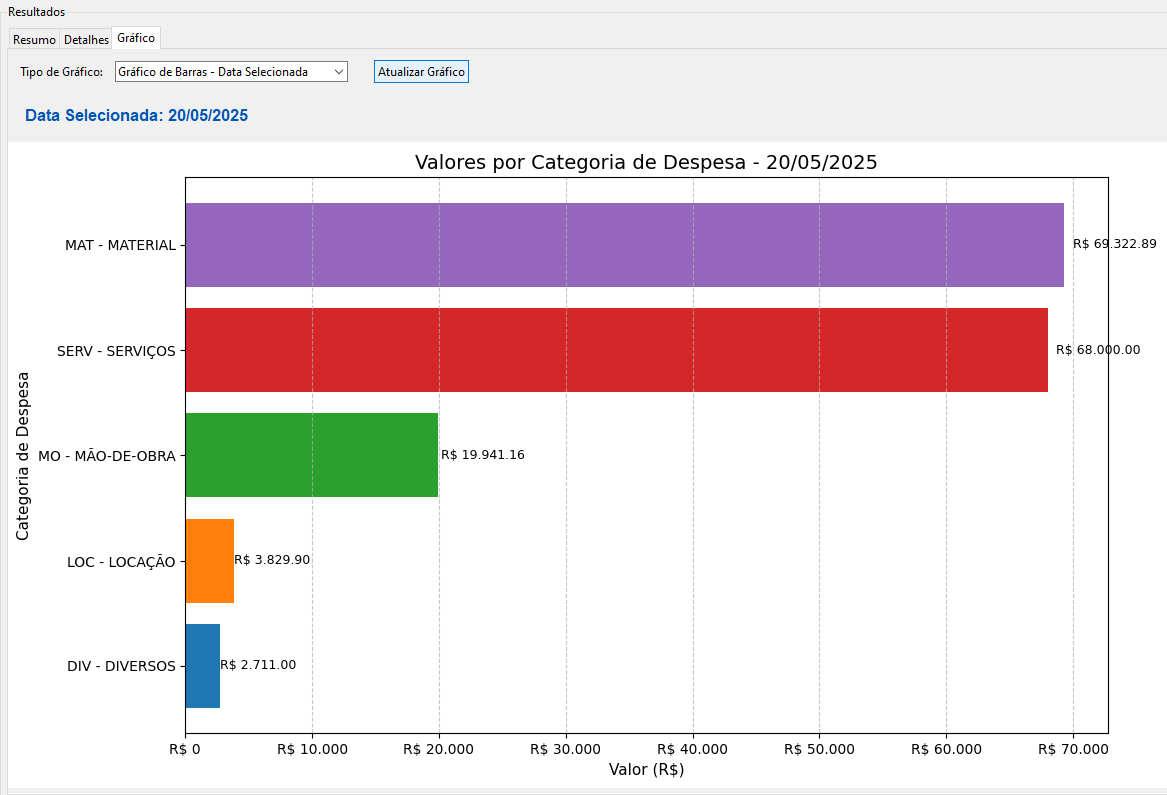 Resultados
Resumo Detalhes Gráfico
Tipo de Gráfico: Gráfico de Barras - Data Selecionada Atualizar Gráfico
Data Selecionada: 20/05/2025
Valores por Categoria de Despesa - 20/05/2025
Categoria de Despesa
MAT - MATERIAL R$ 69.322.89
SERV - SERVIÇOS R$ 68.000.00
MO - MÃO-DE-OBRA R$ 19.941.16
LOC - LOCAÇÃO R$ 3.829.90
DIV - DIVERSOS R$ 2.711.00
R$ 0 R$ 10.000 R$ 20.000 R$ 30.000 R$ 40.000 R$ 50.000 R$ 60.000 R$ 70.000
Valor (R$)